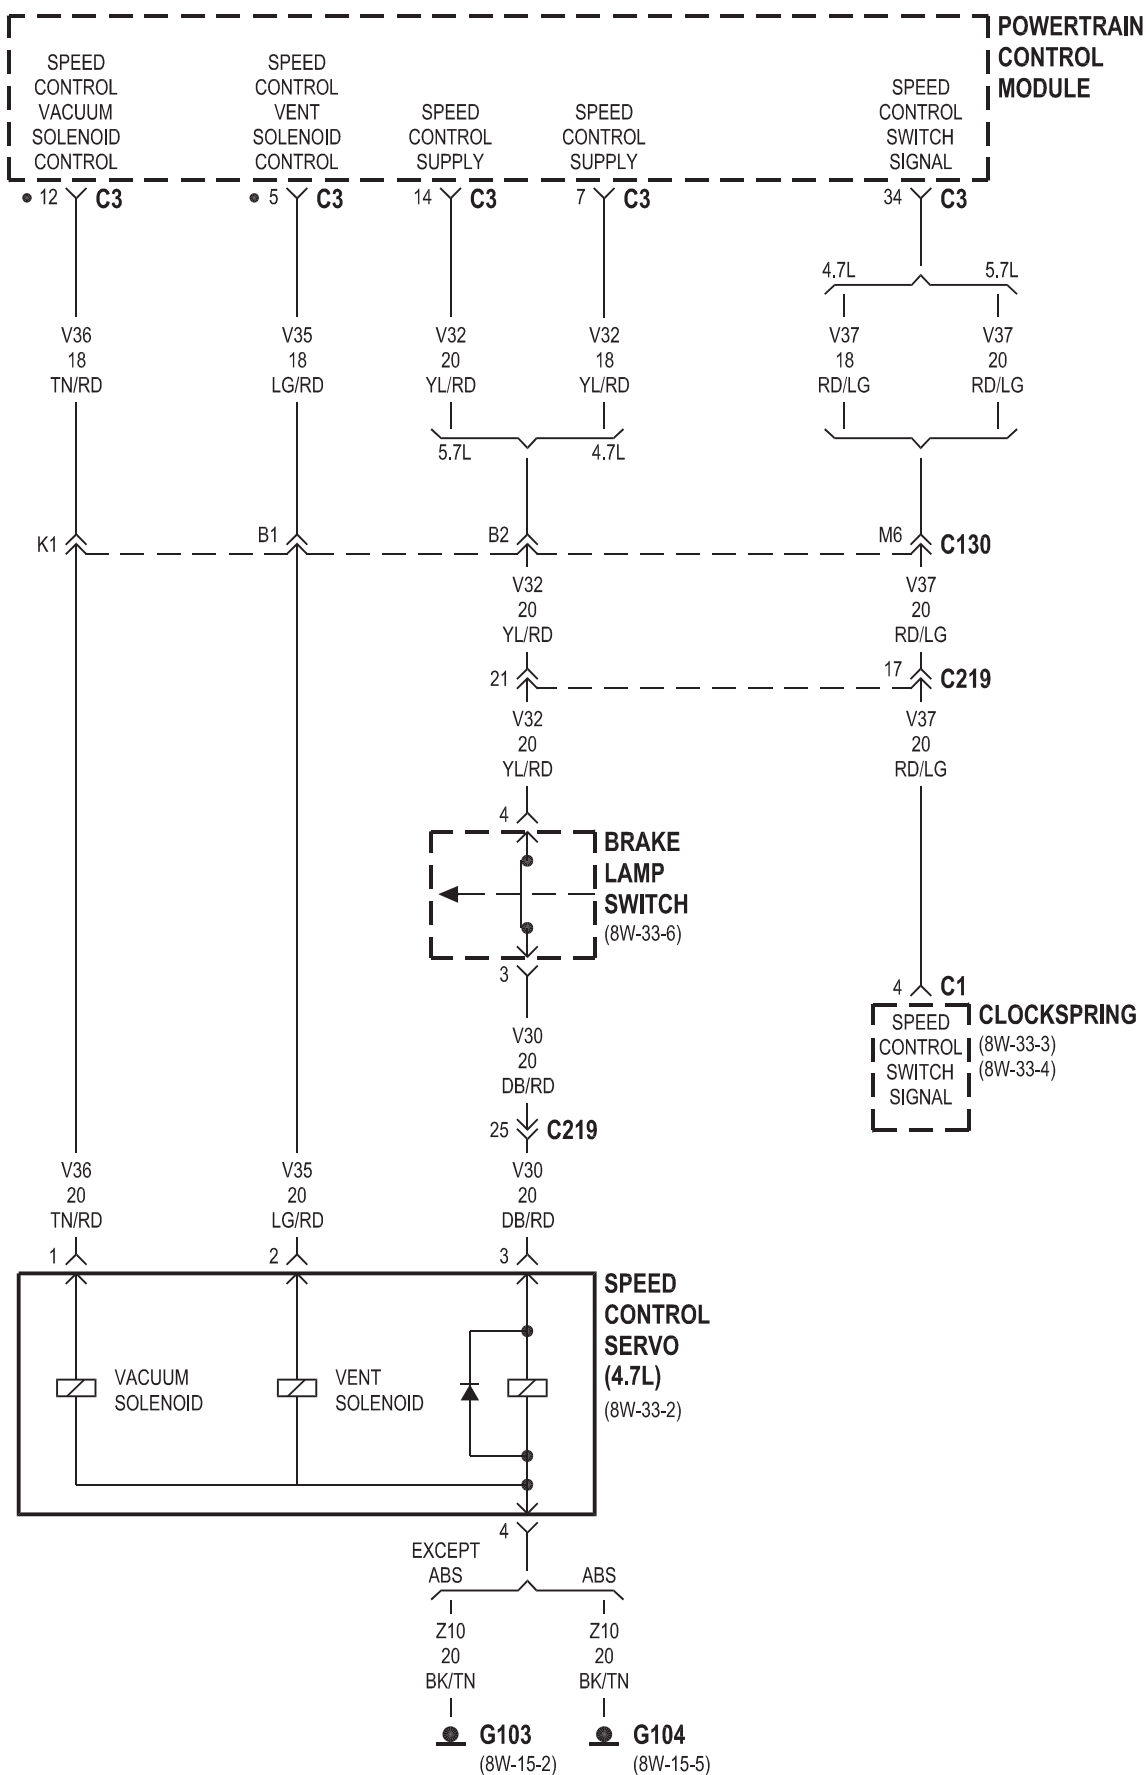 POWERTRAIN
CONTROL
MODULE
SPEED
CONTROL
VACUUM
SOLENOID
CONTROL
SPEED
CONTROL
VENT
SOLENOID
CONTROL
SPEED
CONTROL
SUPPLY
SPEED
CONTROL
SUPPLY
SPEED
CONTROL
SWITCH
SIGNAL
12 C3
5 C3
14 C3
7 C3
34 C3
4.7L 5.7L
V36
18
TN/RD
V35
18
LG/RD
V32
20
YL/RD
V32
18
YL/RD
V37
18
RD/LG
V37
20
RD/LG
5.7L 4.7L
K1 B1 B2 M6 C130
V32
20
YL/RD
V37
20
RD/LG
21 17 C219
V32
20
YL/RD
V37
20
RD/LG
4
BRAKE
LAMP
SWITCH
(8W-33-6)
3
4 C1
SPEED
CONTROL
SWITCH
SIGNAL
CLOCKSPRING
(8W-33-3)
(8W-33-4)
V30
20
DB/RD
25 C219
V36
20
TN/RD
V35
20
LG/RD
V30
20
DB/RD
1 2 3
SPEED
CONTROL
SERVO
(4.7L)
(8W-33-2)
VACUUM
SOLENOID
VENT
SOLENOID
4
EXCEPT
ABS
ABS
Z10
20
BK/TN
Z10
20
BK/TN
G103
(8W-15-2)
G104
(8W-15-5)